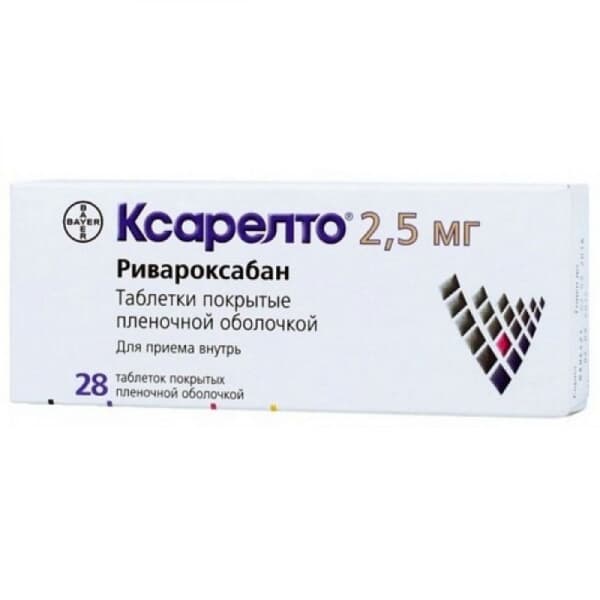 BAYER
Ксарелто® 2,5 мг
Ривароксабан
Таблетки покрытые
пленочной оболочкой
Для приема внутрь
28 таблеток покрытых
пленочной оболочкой